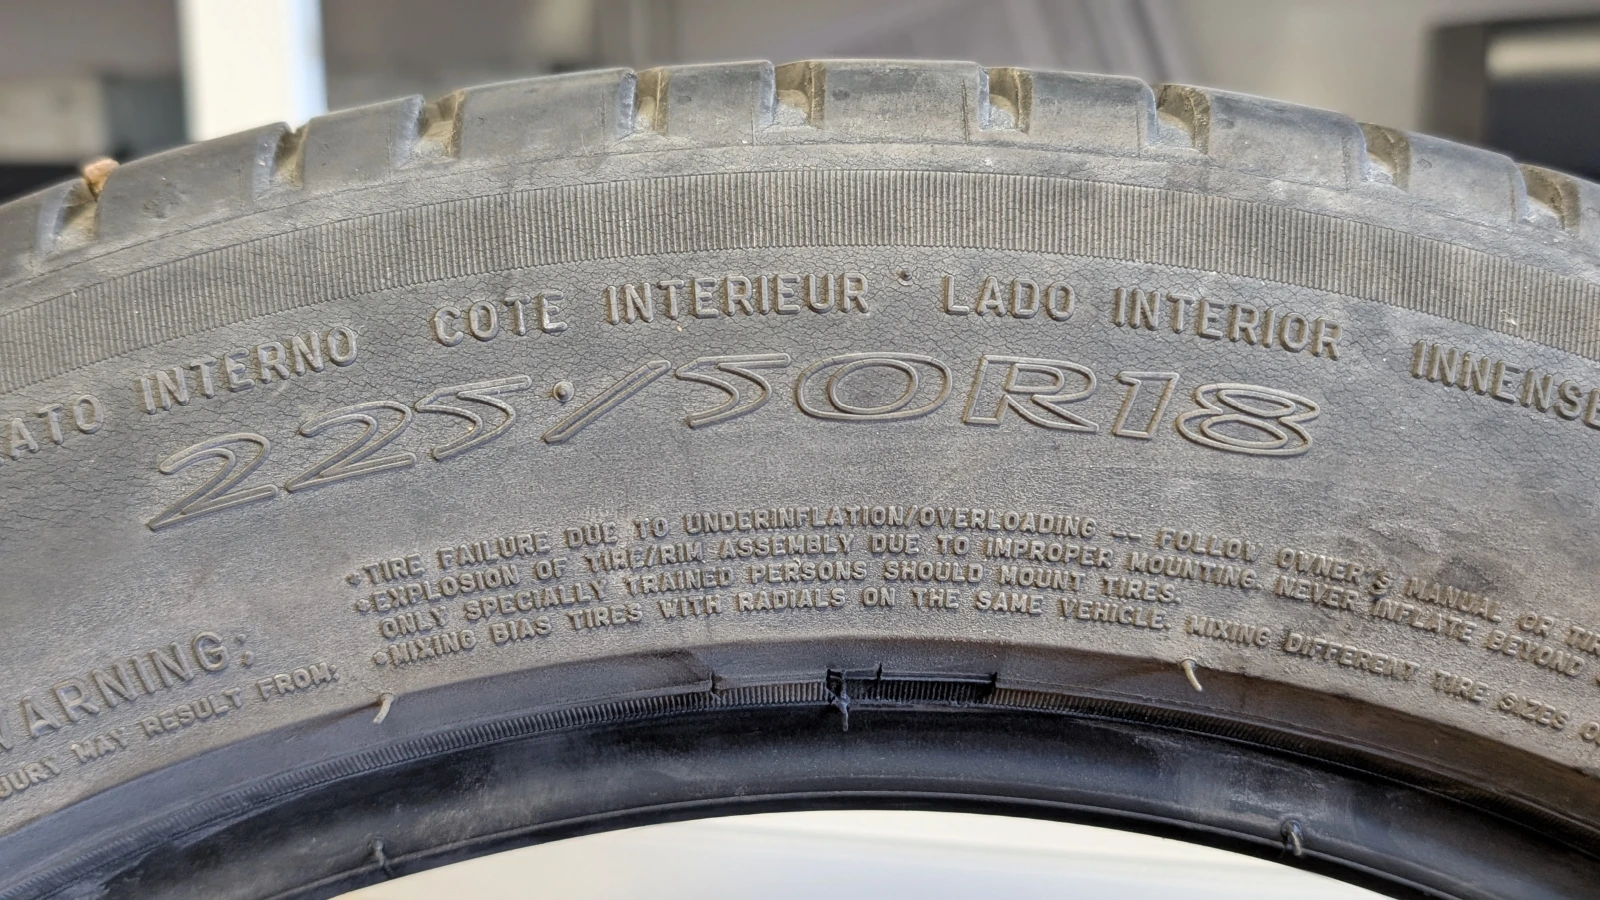 LATO INTERNO COTE INTERIEUR LADO INTERIOR INNENSE
225/50R18
WARNING:
JURY MAY RESULT FROM:
•TIRE FAILURE DUE TO UNDERINFLATION/OVERLOADING -- FOLLOW OWNER'S MANUAL OR
•EXPLOSION OF TIRE/RIM ASSEMBLY DUE TO IMPROPER MOUNTING. NEVER INFLATE BEYOND
ONLY SPECIALLY TRAINED PERSONS SHOULD MOUNT TIRES.
•MIXING BIAS TIRES WITH RADIALS ON THE SAME VEHICLE. MIXING DIFFERENT TIRE SIZES